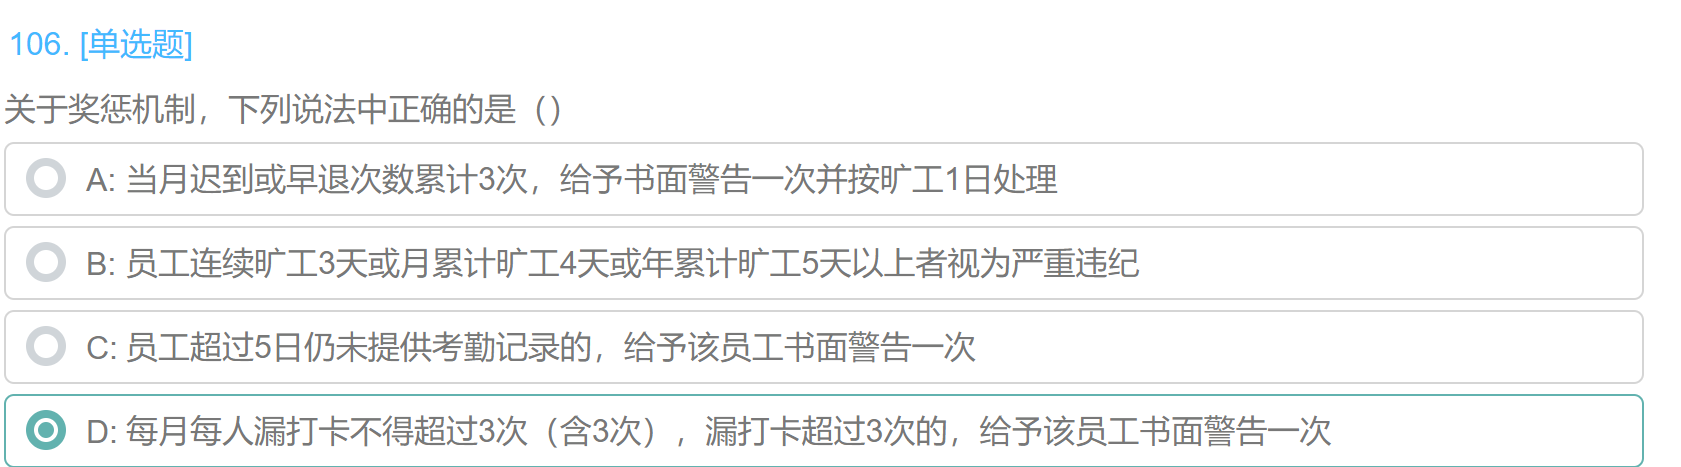 106. [单选题]
关于奖惩机制，下列说法中正确的是（）
A: 当月迟到或早退次数累计3次，给予书面警告一次并按旷工1日处理
B: 员工连续旷工3天或月累计旷工4天或年累计旷工5天以上者视为严重违纪
C: 员工超过5日仍未提供考勤记录的，给予该员工书面警告一次
D: 每月每人漏打卡不得超过3次（含3次），漏打卡超过3次的，给予该员工书面警告一次